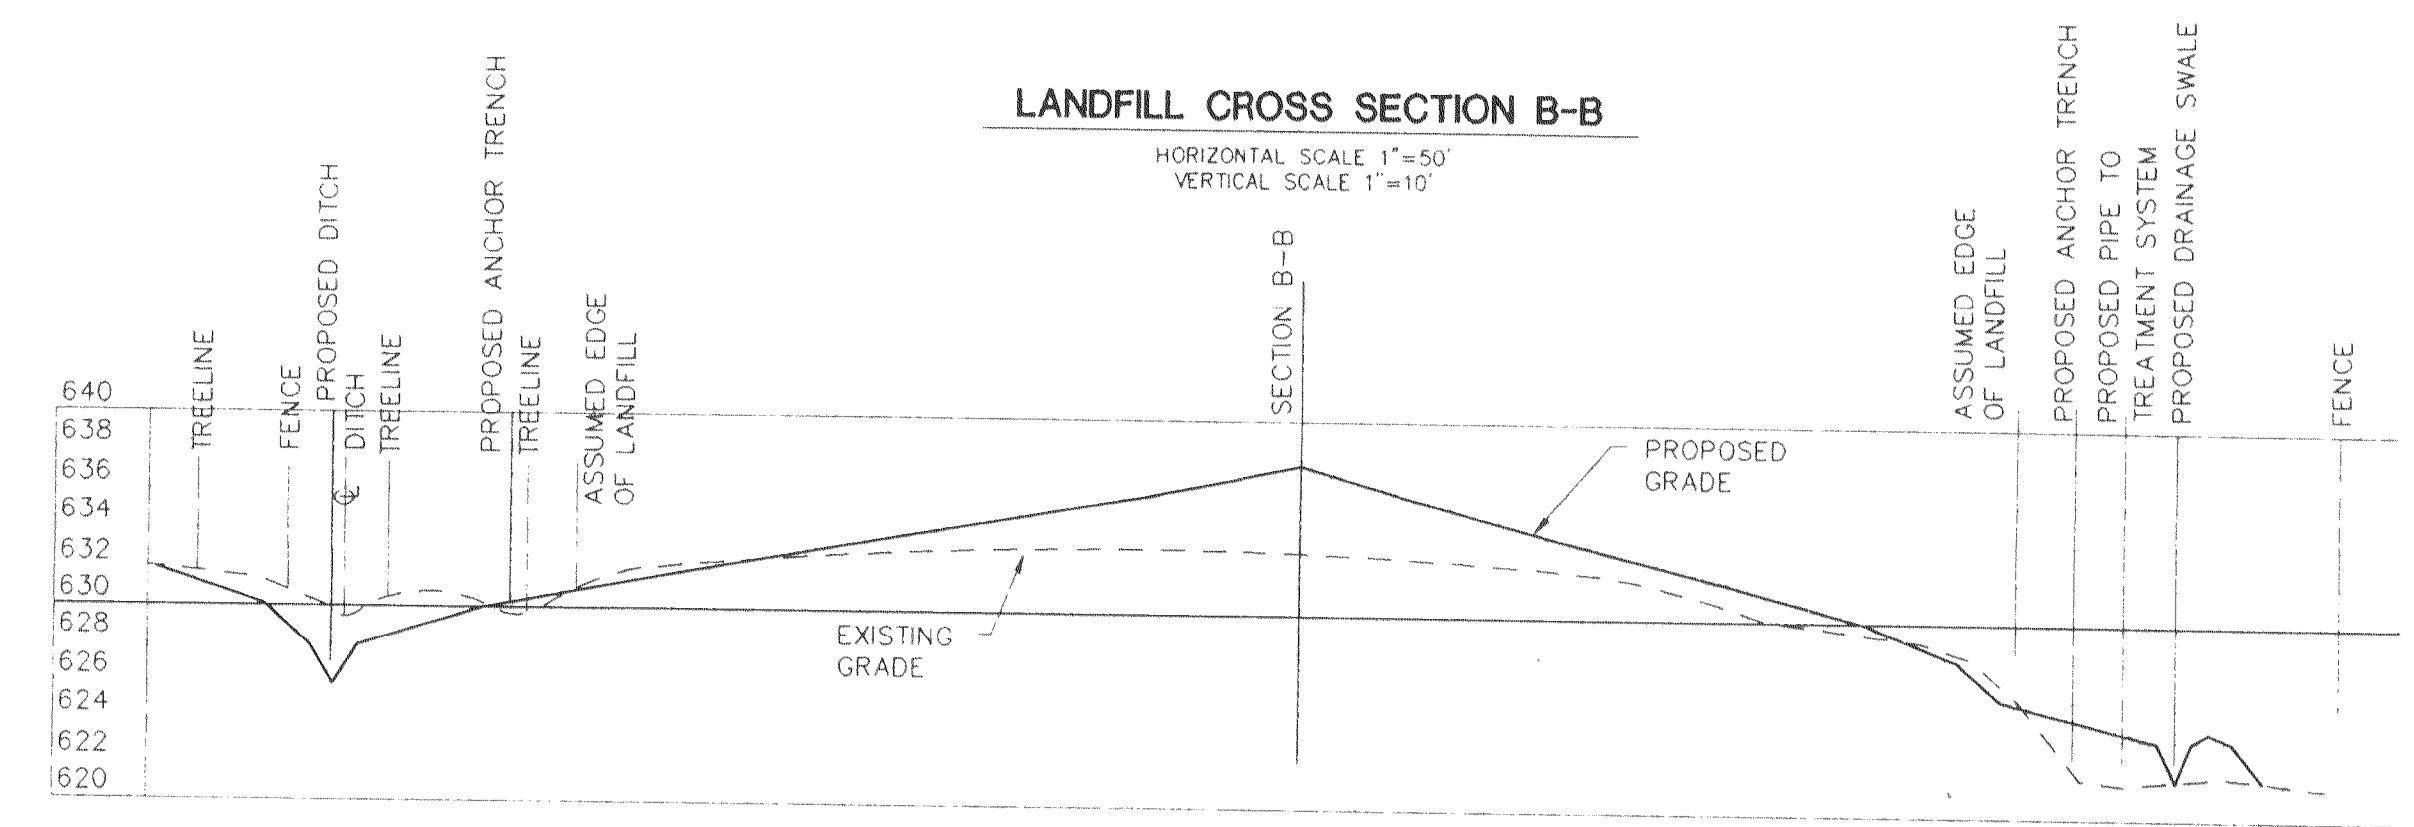 LANDFILL CROSS SECTION B-B
HORIZONTAL SCALE 1"=50'
VERTICAL SCALE 1"=10'
TREELINE
FENCE
PROPOSED DITCH
DITCH
℄
TREELINE
PROPOSED ANCHOR TRENCH
TREELINE
ASSUMED EDGE
OF LANDFILL
SECTION B-B
ASSUMED EDGE
OF LANDFILL
PROPOSED ANCHOR TRENCH
PROPOSED PIPE TO
TREATMENT SYSTEM
PROPOSED DRAINAGE SWALE
FENCE
640
638
636
634
632
630
628
626
624
622
620
PROPOSED
GRADE
EXISTING
GRADE